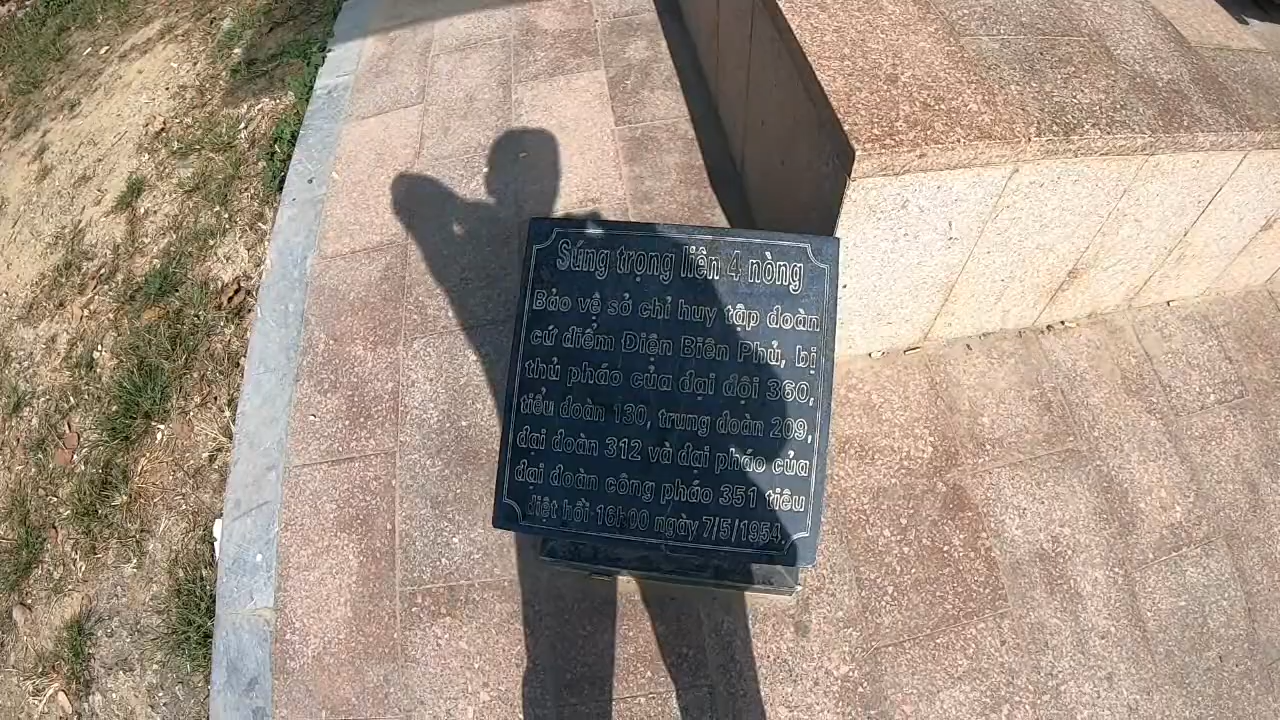 Súng trọng liên 4 nòng
Bảo vệ sở chỉ huy tập đoàn
cứ điểm Điện Biên Phủ, bị
thủ pháo của đại đội 360,
tiểu đoàn 130, trung đoàn 209,
đại đoàn 312 và đại pháo của
đại đoàn công pháo 351 tiêu
diệt hồi 16h00 ngày 7/5/1954.